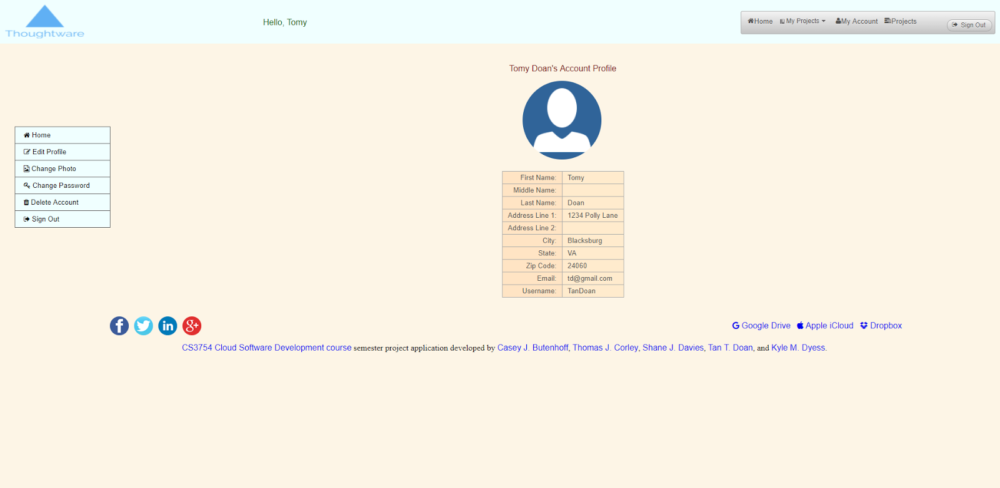 Thoughtware
Hello, Tomy
Home My Projects My Account Projects Sign Out
Tomy Doan's Account Profile
Home
Edit Profile
Change Photo
Change Password
Delete Account
Sign Out
First Name: Tomy
Middle Name:
Last Name: Doan
Address Line 1: 1234 Polly Lane
Address Line 2:
City: Blacksburg
State: VA
Zip Code: 24060
Email: td@gmail.com
Username: TanDoan
f in g+ Google Drive Apple iCloud Dropbox
CS3754 Cloud Software Development course semester project application developed by Casey J. Butenhoff, Thomas J. Corley, Shane J. Davies, Tan T. Doan, and Kyle M. Dyess.